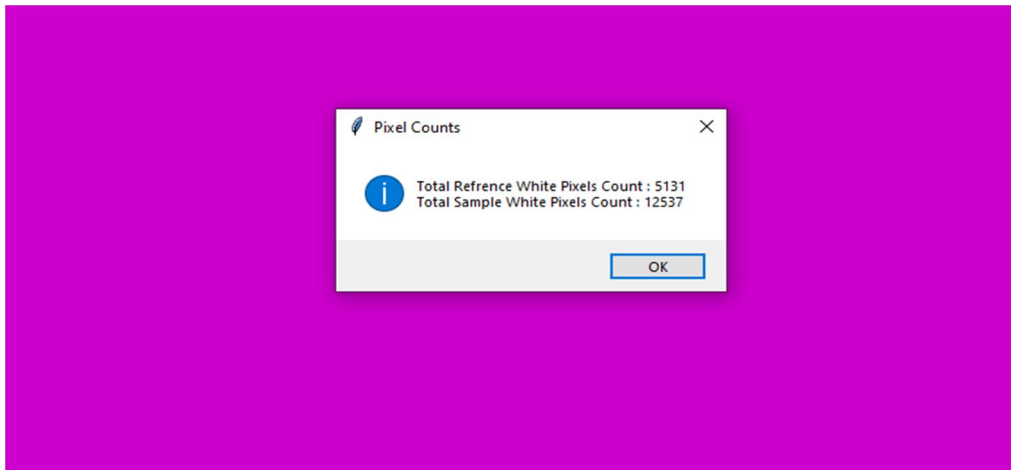 Pixel Counts
Total Refrence White Pixels Count : 5131
Total Sample White Pixels Count : 12537
OK